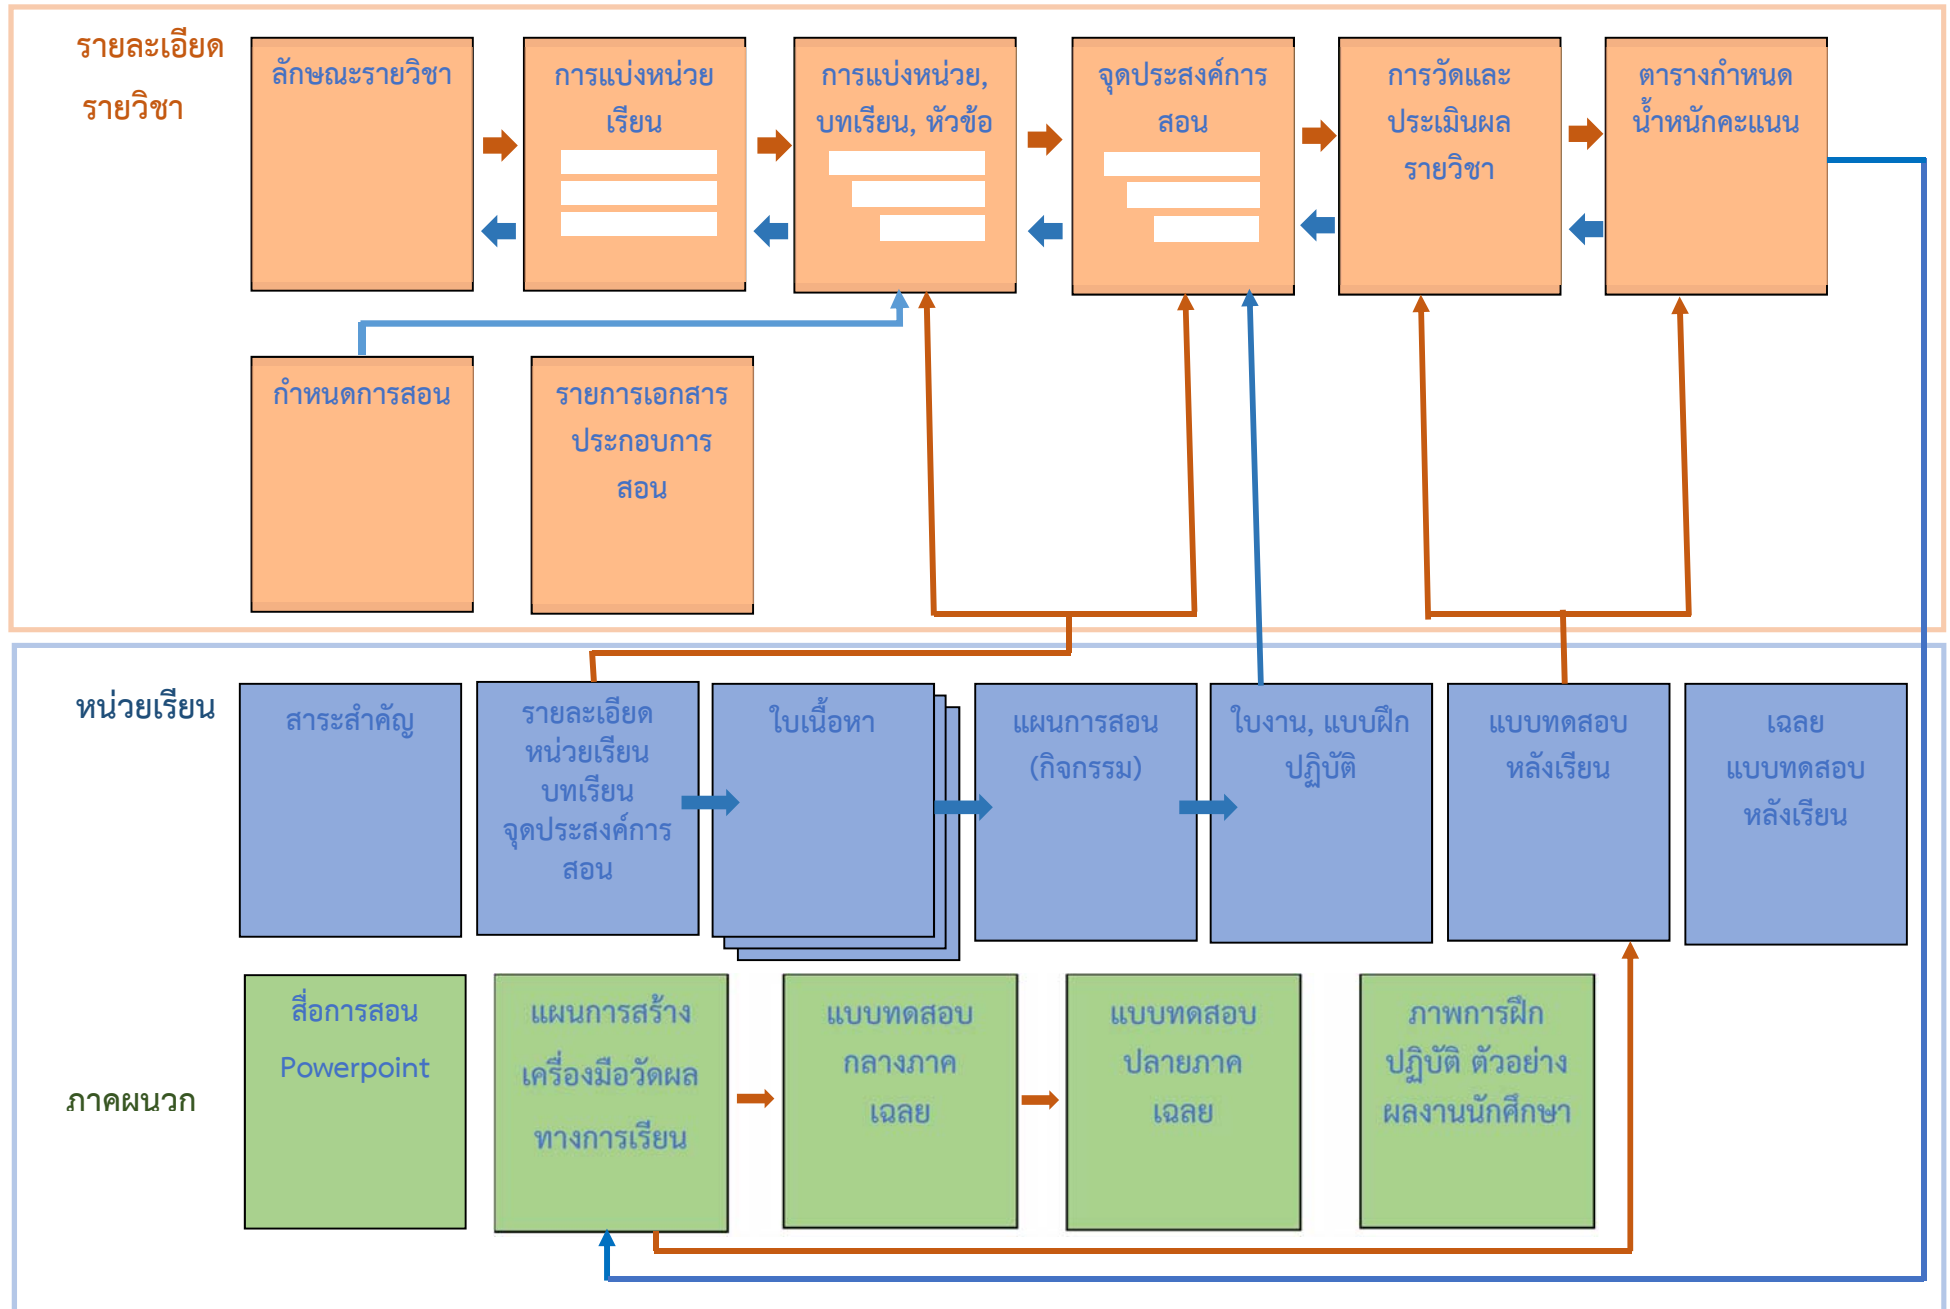 รายละเอียด
รายวิชา
ลักษณะรายวิชา
การแบ่งหน่วย
เรียน
การแบ่งหน่วย,
บทเรียน, หัวข้อ
จุดประสงค์การ
สอน
การวัดและ
ประเมินผล
รายวิชา
ตารางกำหนด
น้ำหนักคะแนน
กำหนดการสอน
รายการเอกสาร
ประกอบการ
สอน
หน่วยเรียน
สาระสำคัญ
รายละเอียด
หน่วยเรียน
บทเรียน
จุดประสงค์การ
สอน
ใบเนื้อหา
แผนการสอน
(กิจกรรม)
ใบงาน, แบบฝึก
ปฏิบัติ
แบบทดสอบ
หลังเรียน
เฉลย
แบบทดสอบ
หลังเรียน
ภาคผนวก
สื่อการสอน
Powerpoint
แผนการสร้าง
เครื่องมือวัดผล
ทางการเรียน
แบบทดสอบ
กลางภาค
เฉลย
แบบทดสอบ
ปลายภาค
เฉลย
ภาพการฝึก
ปฏิบัติ ตัวอย่าง
ผลงานนักศึกษา